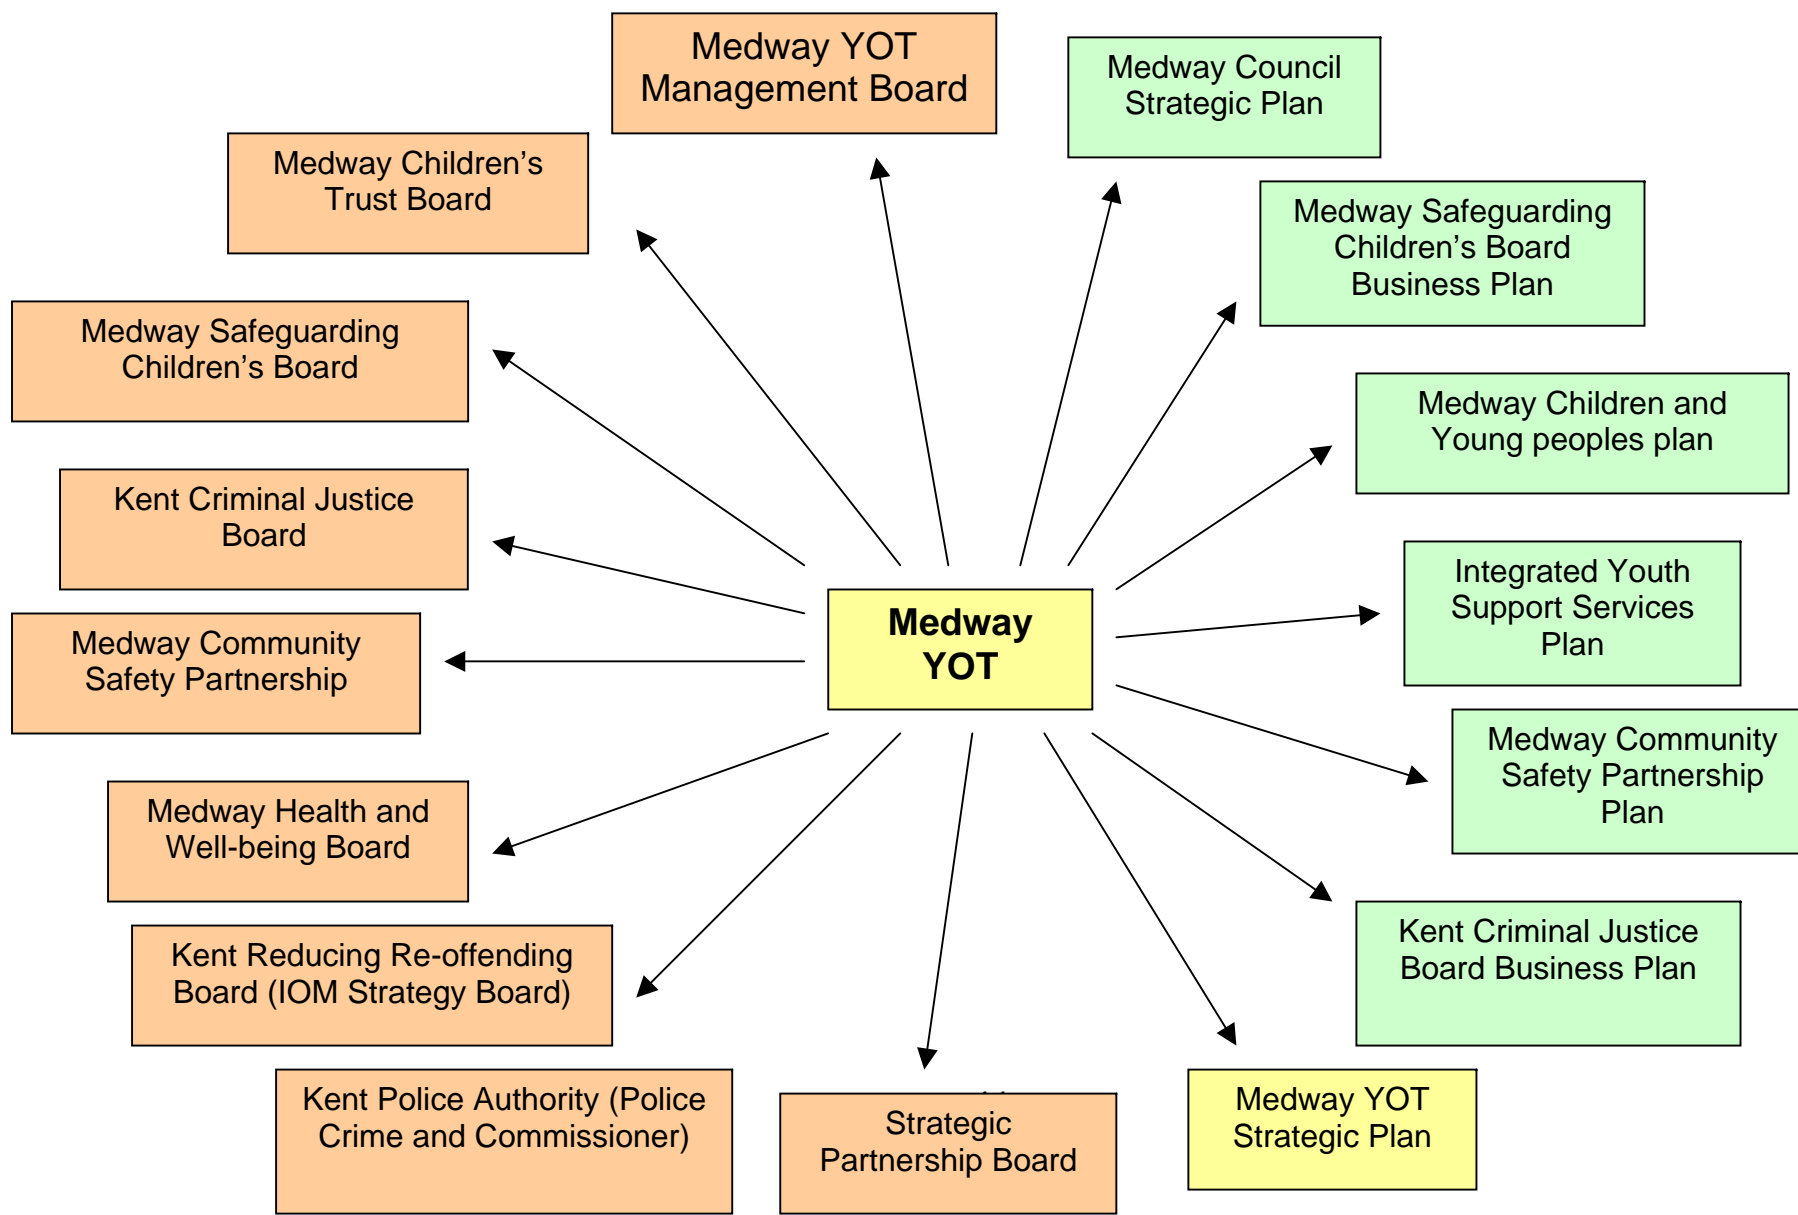 Medway YOT
Management Board
Medway Council
Strategic Plan
Medway Children’s
Trust Board
Medway Safeguarding
Children’s Board
Business Plan
Medway Safeguarding
Children’s Board
Medway Children and
Young peoples plan
Kent Criminal Justice
Board
Integrated Youth
Support Services
Plan
Medway
YOT
Medway Community
Safety Partnership
Medway Community
Safety Partnership
Plan
Medway Health and
Well-being Board
Kent Criminal Justice
Board Business Plan
Kent Reducing Re-offending
Board (IOM Strategy Board)
Kent Police Authority (Police
Crime and Commissioner)
Strategic
Partnership Board
Medway YOT
Strategic Plan